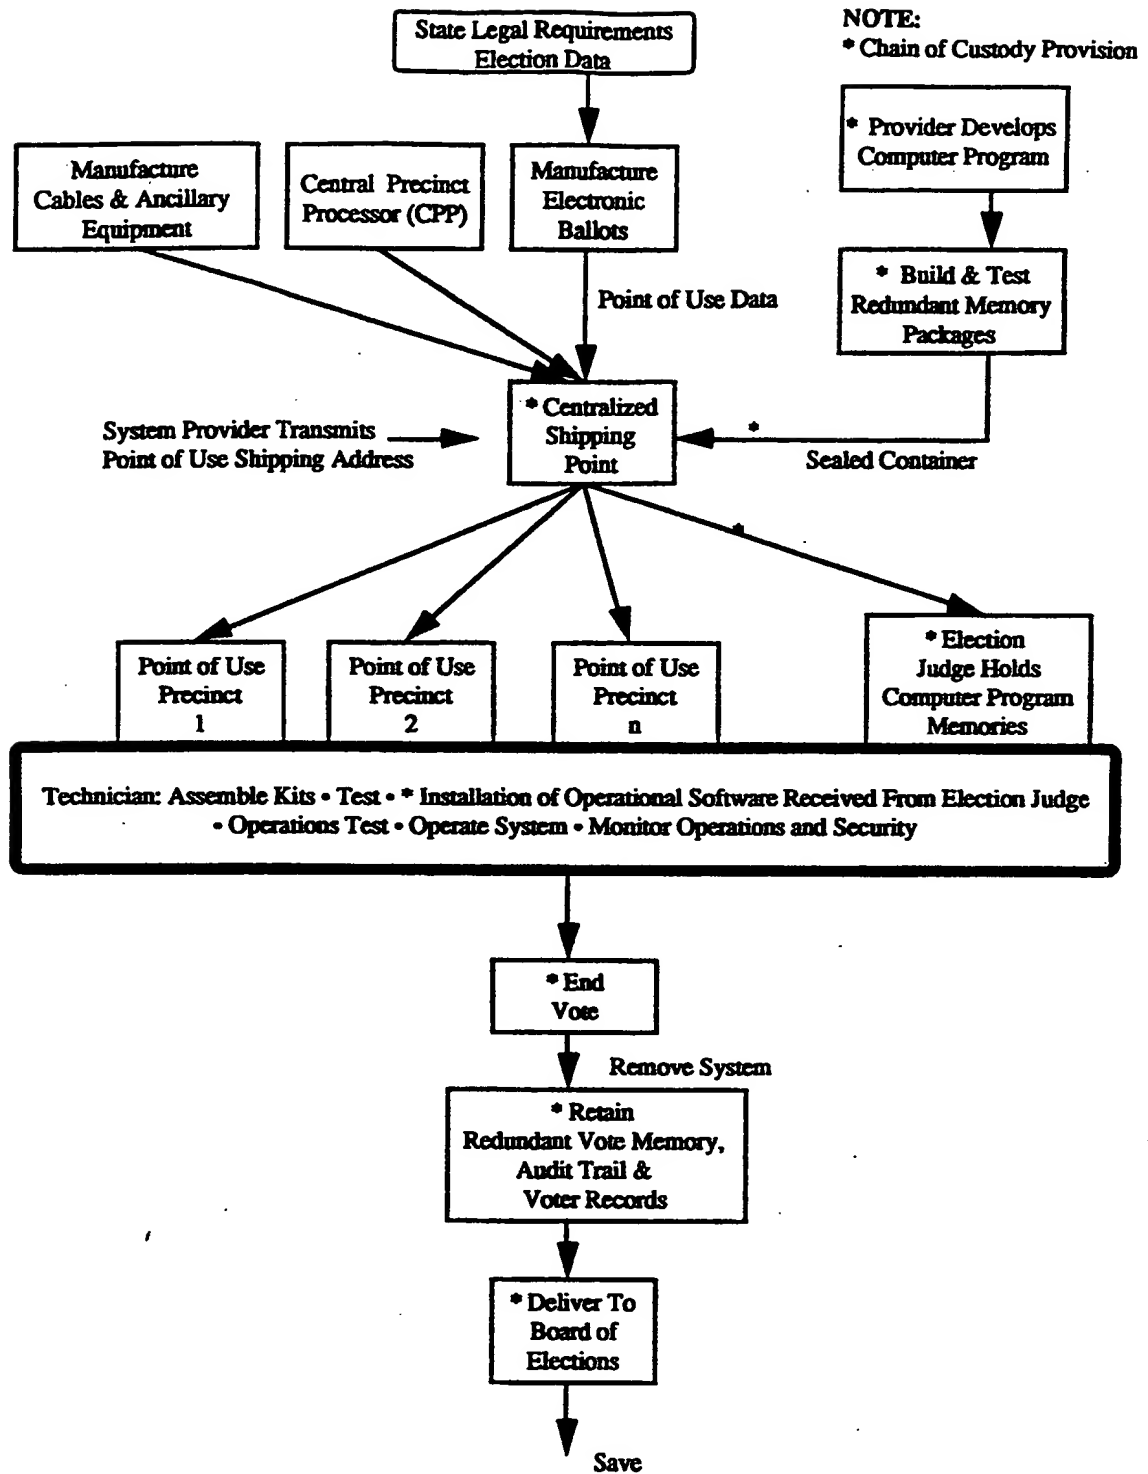 State Legal Requirements
Election Data
NOTE:
* Chain of Custody Provision
* Provider Develops
Computer Program
Manufacture
Cables & Ancillary
Equipment
Central Precinct
Processor (CPP)
Manufacture
Electronic
Ballots
* Build & Test
Redundant Memory
Packages
Point of Use Data
* Centralized
Shipping
Point
System Provider Transmits
Point of Use Shipping Address
*
Sealed Container
*
Point of Use
Precinct
1
Point of Use
Precinct
2
Point of Use
Precinct
n
* Election
Judge Holds
Computer Program
Memories
Technician: Assemble Kits • Test • * Installation of Operational Software Received From Election Judge
• Operations Test • Operate System • Monitor Operations and Security
* End
Vote
Remove System
* Retain
Redundant Vote Memory,
Audit Trail &
Voter Records
* Deliver To
Board of
Elections
Save